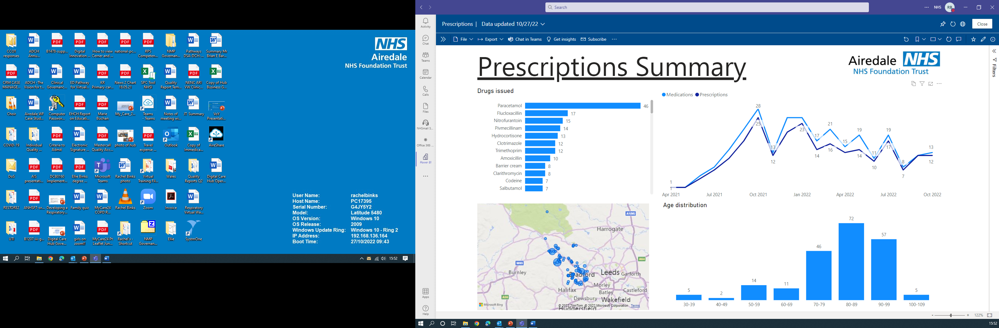 CCOT responses
ADCH Annu...
B1478-supp...
Digital Innovation ...
How to view Cerner and ...
national-pc...
RPS Competen...
NMP Governan...
Pathways DSA-DCH-...
Summary Mr Brian E Bar...
CRM CASE MANAGE...
ADCH -The Vision for t...
Clinical Governanc...
ED Pathway for Virtual...
KR Primary-car...
News 2 Chart 18.05.21
SPC Tool NHSI
Quality Report Tem...
NENC ARI VW Clinic...
Copy of Hub Business G...
Choir
Airedale WF Case Stud...
Computer Passwor...
EHCH Report on Educati...
Marie Buchan
My_Care_2...
Teams - Teams
Notes of meeting wi...
JT Summary
VoY Presentati...
COVID-19
Individual Quality ...
Criteria to Admit
Electronic Signature ...
Mastercall Quality Acc...
photo of hub
Travel expense ...
Outlook
Copy of Immedica...
AireShare
DoS
AIS presentati...
DCB0160 Implement...
Ellie Binks degree ...
Microsoft Teams
Rachel Binks photo
Virtual Training Fil...
Wales
Quality Reports Q2
Digital Care Hub Oper...
RESTORE2
ANHSFT-or...
Developing a Respiratory...
Family quiz
MyCare24 COPD R...
Rachel Binks
Zoom
Invoice
Respiratory Virtual Wa...
UTI
B1207-iii-g...
Digital Care Hub Gove...
girls on zoom!!
MyCare24 Pt Leaflet Jun...
Rachel's - Shortcut
NMP Governan...
Ellie
SystmOne
NHS
Airedale
NHS Foundation Trust
User Name: rachelbinks
Host Name: PC17395
Serial Number: G4JY5Y2
Model: Latitude 5480
OS Version: Windows 10
OS Release: 2009
Windows Update Ring: Windows 10 - Ring 2
IP Address: 192.168.136.164
Boot Time: 27/10/2022 09:43
15:52
Search
NHS RB
Activity
Chat
Teams
Calendar
Calls
Files
NHSmail S...
Office 365 ...
Power BI
Apps
Help
Prescriptions | Data updated 10/27/22
Close
File Export Chat in Teams Get insights Subscribe ...
Filters
Prescriptions Summary
Airedale NHS
NHS Foundation Trust
Drugs issued
Paracetamol 46
Flucloxacillin 17
Nitrofurantoin 15
Pivmecillinam 14
Hydrocortisone 13
Clotrimazole 12
Trimethoprim 12
Amoxicillin 10
Barrier cream 8
Clarithromycin 8
Codeine 7
Salbutamol 7
Medications Prescriptions
28
25
21
19
19
23
17
15
17
13
13
16
14
14
11
12
12
10
8
7
1
1
Apr 2021 Jul 2021 Oct 2021 Jan 2022 Apr 2022 Jul 2022 Oct 2022
A1(M)
Harrogate
A64
M65
Burnley
Bradford
Leeds
Garforth
Halifax
Morley
Batley
Castleford
A56
Dewsbury
Wakefield
Huddersfield
Microsoft Bing
© 2022 TomTom, © 2022 Microsoft Corporation Terms
Age distribution
5 2 14 11 46 72 57 5
30-39 40-49 50-59 60-69 70-79 80-89 90-99 100-109
- + 122%
15:52